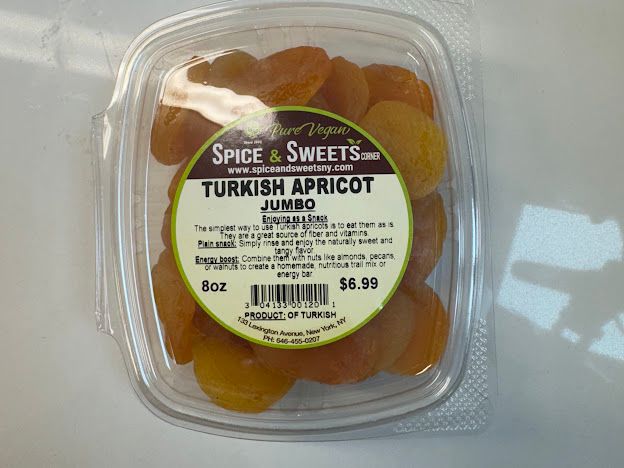 Pure Vegan
SPICE & SWEETS CORNER
www.spiceandsweetsny.com
TURKISH APRICOT
JUMBO
Enjoying as a Snack
The simplest way to use Turkish apricots is to eat them as is.
They are a great source of fiber and vitamins.
Plain snack: Simply rinse and enjoy the naturally sweet and
tangy flavor.
Energy boost: Combine them with nuts like almonds, pecans,
or walnuts to create a homemade, nutritious trail mix or
energy bar.
8oz
$6.99
3 04133 00120 1
PRODUCT: OF TURKISH
133 Lexington Avenue, New York, NY
PH: 646-455-0207